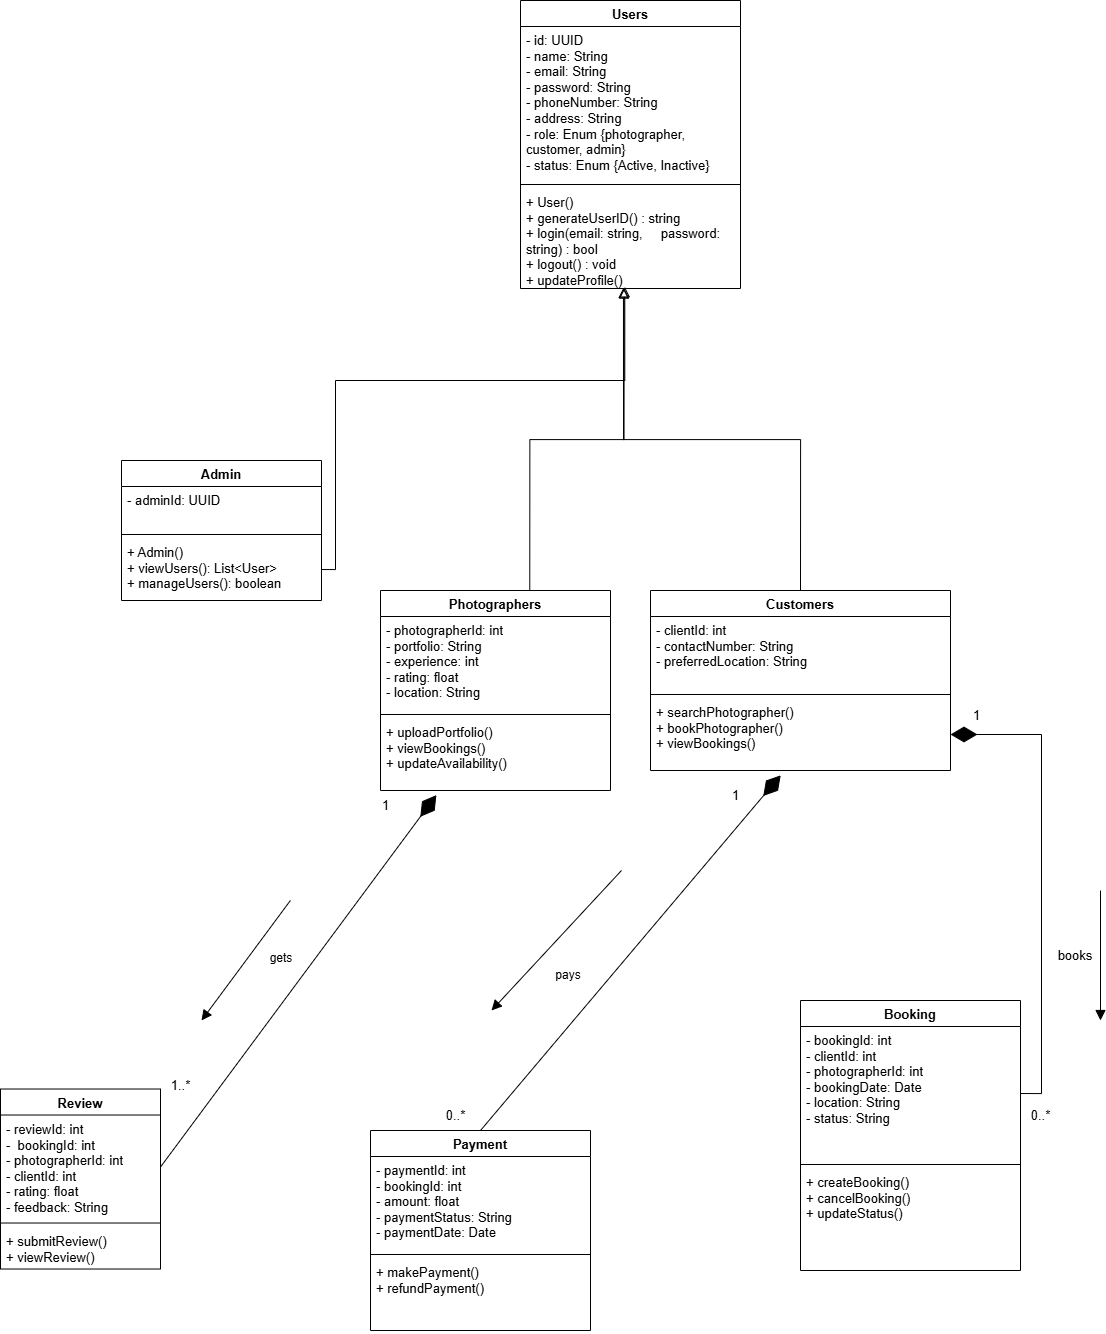 Users
- id: UUID
- name: String
- email: String
- password: String
- phoneNumber: String
- address: String
- role: Enum {photographer,
customer, admin}
- status: Enum {Active, Inactive}
+ User()
+ generateUserID() : string
+ login(email: string, password:
string) : bool
+ logout() : void
+ updateProfile()
Admin
- adminId: UUID
+ Admin()
+ viewUsers(): List<User>
+ manageUsers(): boolean
Photographers
- photographerId: int
- portfolio: String
- experience: int
- rating: float
- location: String
+ uploadPortfolio()
+ viewBookings()
+ updateAvailability()
Customers
- clientId: int
- contactNumber: String
- preferredLocation: String
+ searchPhotographer()
+ bookPhotographer()
+ viewBookings()
1
1
1
gets
pays
books
1..*
0..*
0..*
Review
- reviewId: int
- bookingId: int
- photographerId: int
- clientId: int
- rating: float
- feedback: String
+ submitReview()
+ viewReview()
Payment
- paymentId: int
- bookingId: int
- amount: float
- paymentStatus: String
- paymentDate: Date
+ makePayment()
+ refundPayment()
Booking
- bookingId: int
- clientId: int
- photographerId: int
- bookingDate: Date
- location: String
- status: String
+ createBooking()
+ cancelBooking()
+ updateStatus()